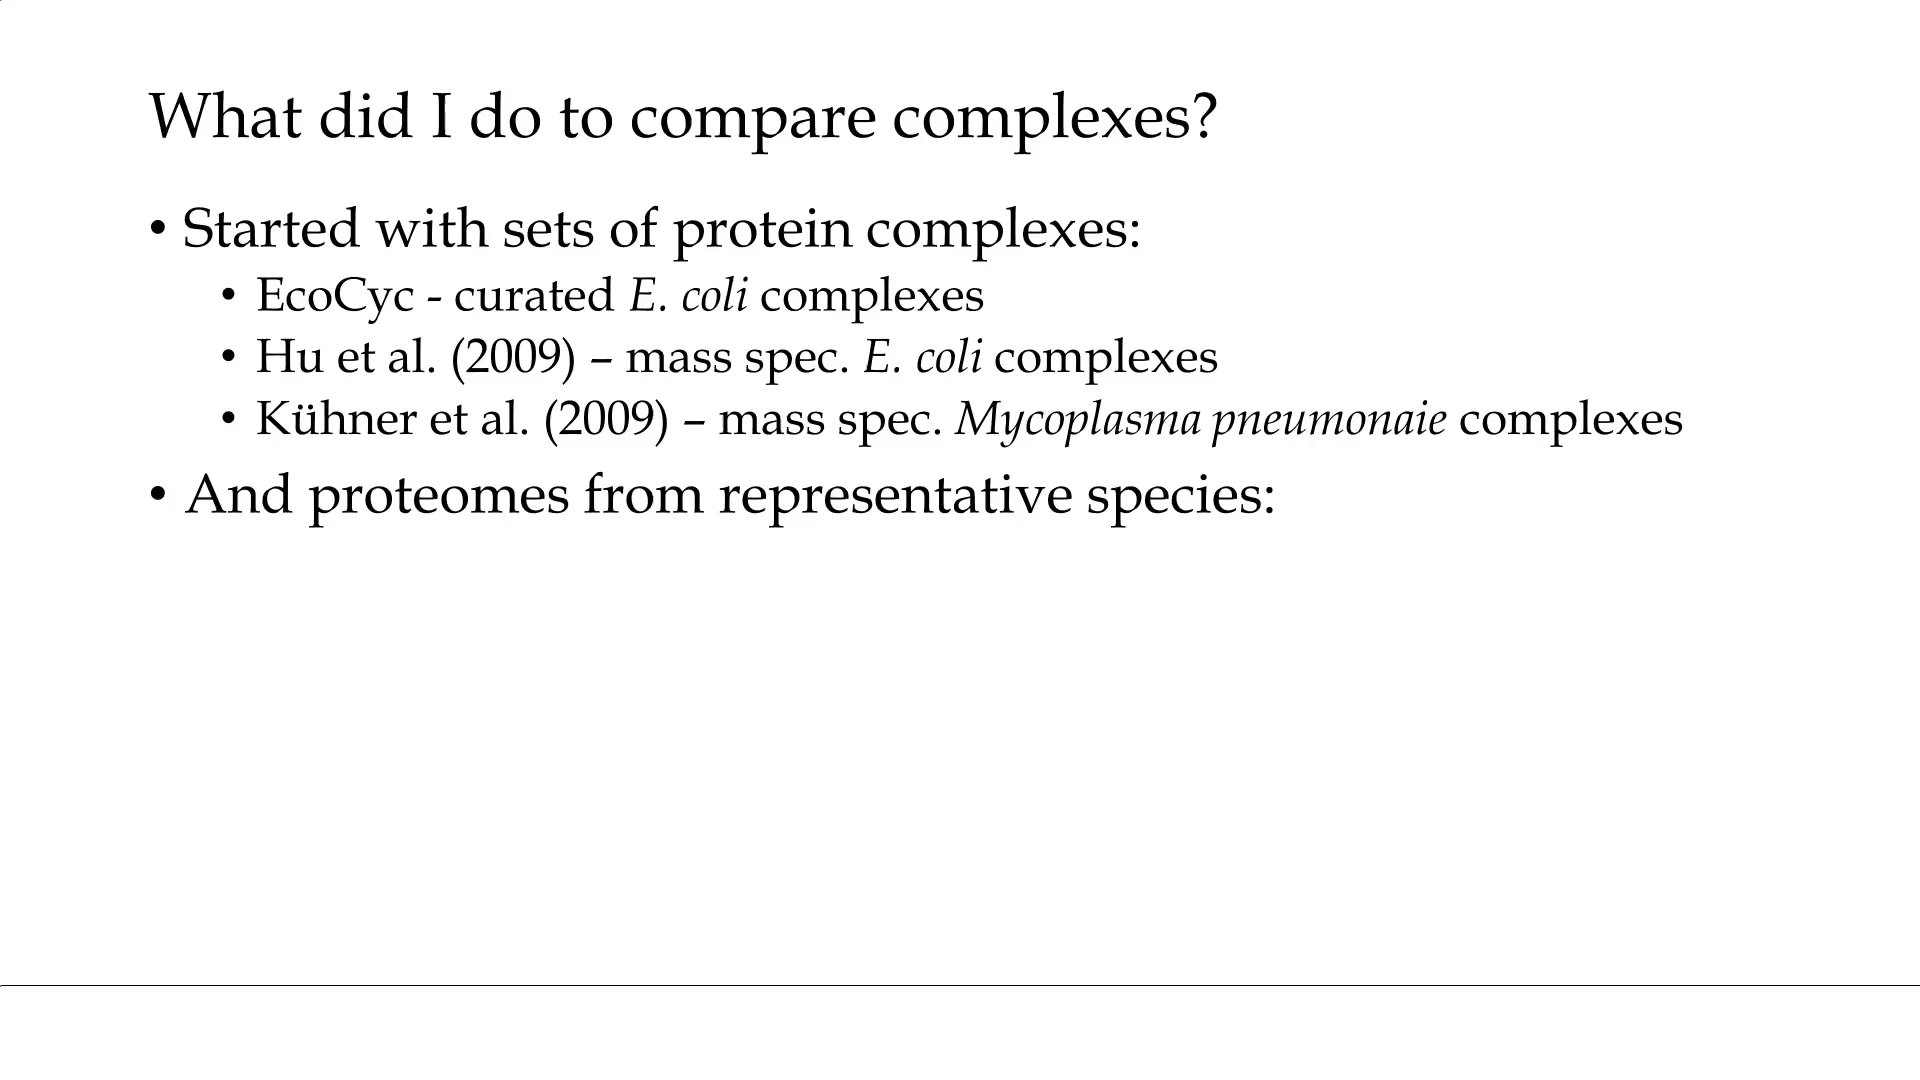 What did I do to compare complexes?
• Started with sets of protein complexes:
• EcoCyc - curated E. coli complexes
• Hu et al. (2009) – mass spec. E. coli complexes
• Kühner et al. (2009) – mass spec. Mycoplasma pneumonaie complexes
• And proteomes from representative species: